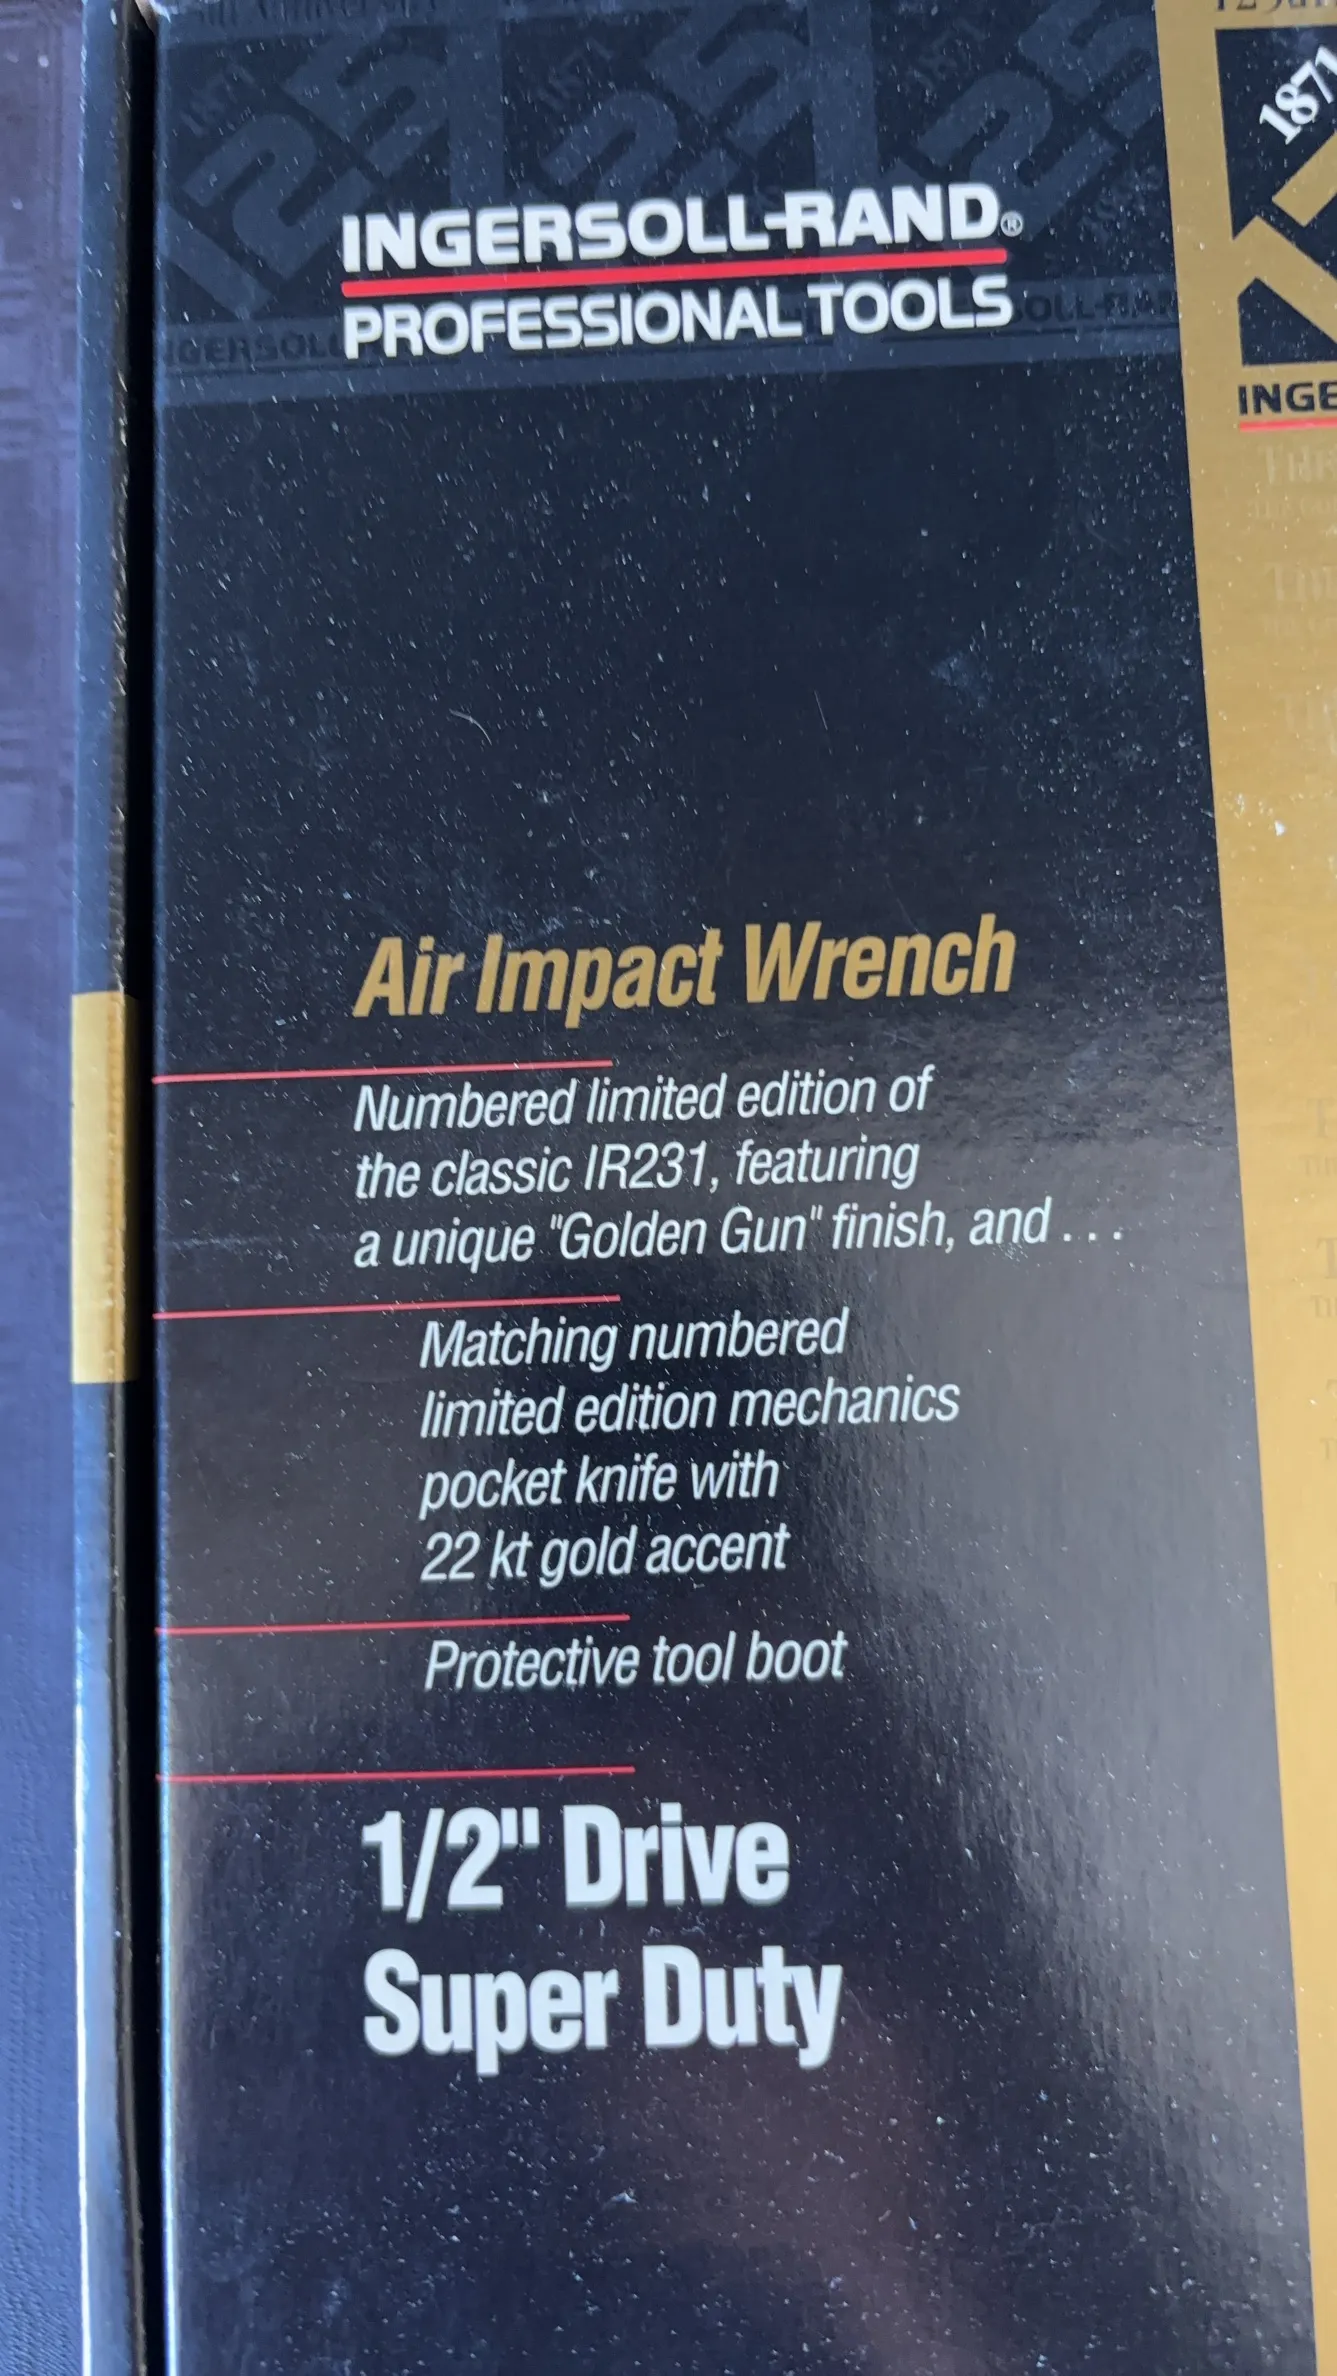 INGERSOLL-RAND®
PROFESSIONAL TOOLS
Air Impact Wrench
Numbered limited edition of
the classic IR231, featuring
a unique "Golden Gun" finish, and . . .
Matching numbered
limited edition mechanics
pocket knife with
22 kt gold accent
Protective tool boot
1/2" Drive
Super Duty
1871
INGE